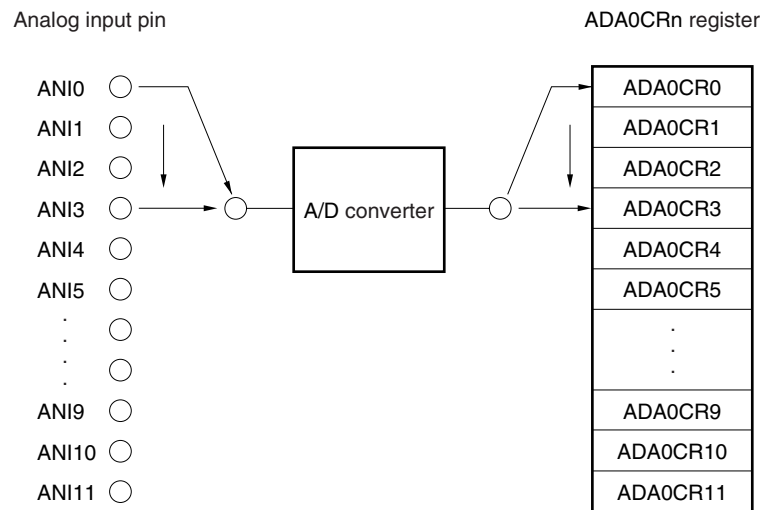 Analog input pin
ADA0CRn register
ANI0
ANI1
ANI2
ANI3
ANI4
ANI5
.
.
.
.
ANI9
ANI10
ANI11
A/D converter
ADA0CR0
ADA0CR1
ADA0CR2
ADA0CR3
ADA0CR4
ADA0CR5
.
.
.
ADA0CR9
ADA0CR10
ADA0CR11